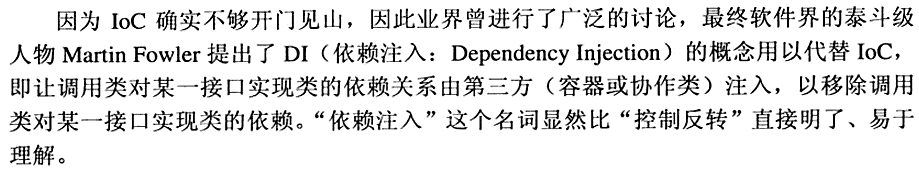 因为 IoC 确实不够开门见山，因此业界曾进行了广泛的讨论，最终软件界的泰斗级
人物 Martin Fowler 提出了 DI（依赖注入：Dependency Injection）的概念用以代替 IoC，
即让调用类对某一接口实现类的依赖关系由第三方（容器或协作类）注入，以移除调用
类对某一接口实现类的依赖。“依赖注入”这个名词显然比“控制反转”直接明了、易于
理解。